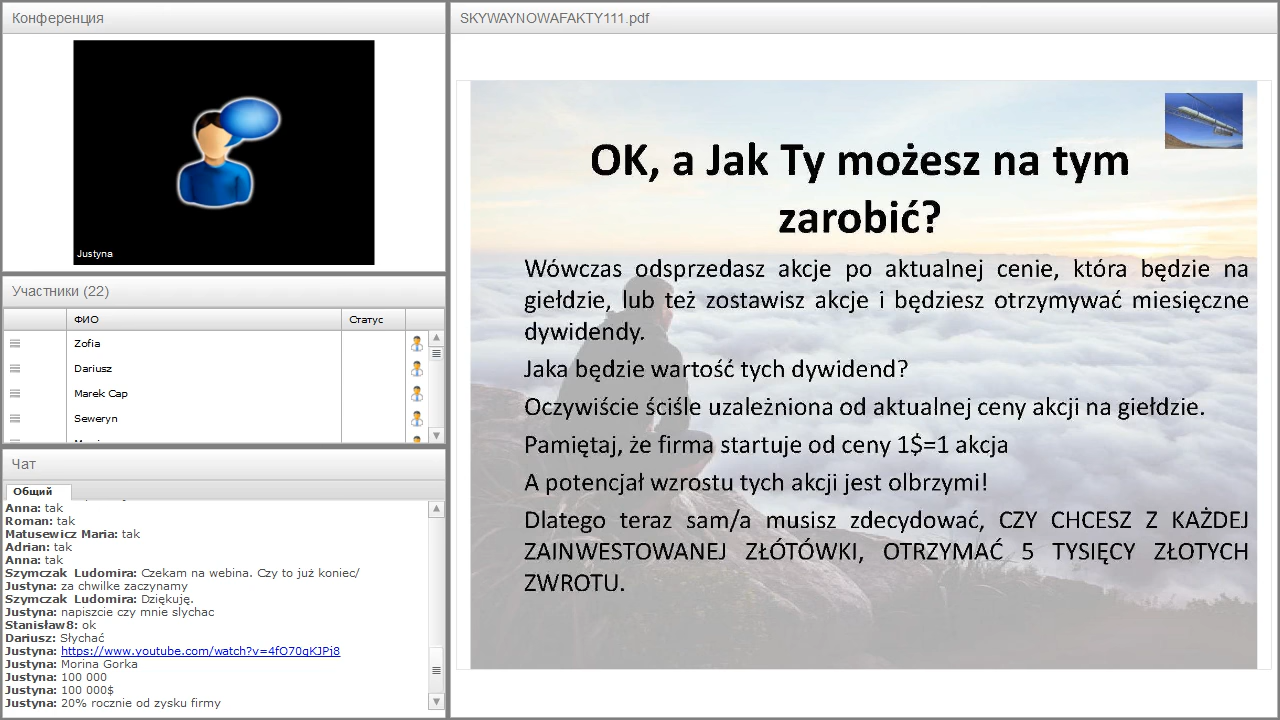 Конференция
Justyna
Участники (22)
ФИО
Статус
Zofia
Dariusz
Marek Cap
Seweryn
Чат
Общий
Anna: tak
Roman: tak
Matusewicz Maria: tak
Adrian: tak
Anna: tak
Szymczak Ludomira: Czekam na webina. Czy to już koniec/
Justyna: za chwilke zaczynamy
Szymczak Ludomira: Dziękuję.
Justyna: napiszcie czy mnie slychac
Stanisław8: ok
Dariusz: Słychać
Justyna: https://www.youtube.com/watch?v=4fO70gKJPj8
Justyna: Morina Gorka
Justyna: 100 000
Justyna: 100 000$
Justyna: 20% rocznie od zysku firmy
SKYWAYNOWAFAKTY111.pdf
OK, a Jak Ty możesz na tym
zarobić?
Wówczas odsprzedasz akcje po aktualnej cenie, która będzie na
giełdzie, lub też zostawisz akcje i będziesz otrzymywać miesięczne
dywidendy.
Jaka będzie wartość tych dywidend?
Oczywiście ściśle uzależniona od aktualnej ceny akcji na giełdzie.
Pamiętaj, że firma startuje od ceny 1$=1 akcja
A potencjał wzrostu tych akcji jest olbrzymi!
Dlatego teraz sam/a musisz zdecydować, CZY CHCESZ Z KAŻDEJ
ZAINWESTOWANEJ ZŁÓTÓWKI, OTRZYMAĆ 5 TYSIĘCY ZŁOTYCH
ZWROTU.